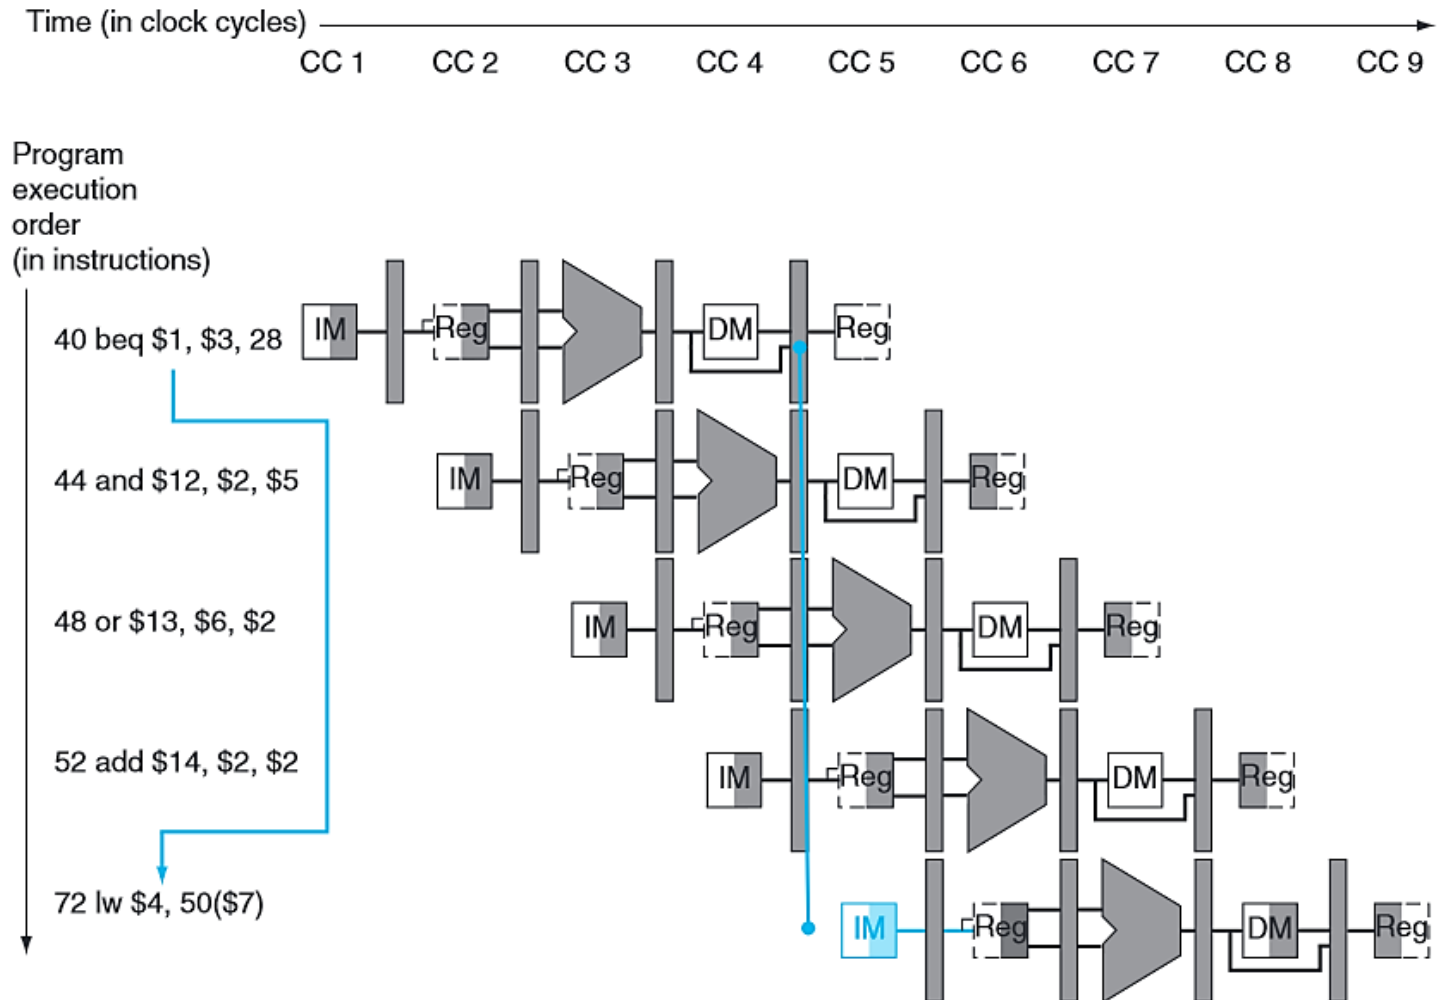 Time (in clock cycles)
CC 1 CC 2 CC 3 CC 4 CC 5 CC 6 CC 7 CC 8 CC 9
Program
execution
order
(in instructions)
40 beq $1, $3, 28 IM Reg DM Reg
44 and $12, $2, $5 IM Reg DM Reg
48 or $13, $6, $2 IM Reg DM Reg
52 add $14, $2, $2 IM Reg DM Reg
72 lw $4, 50($7) IM Reg DM Reg